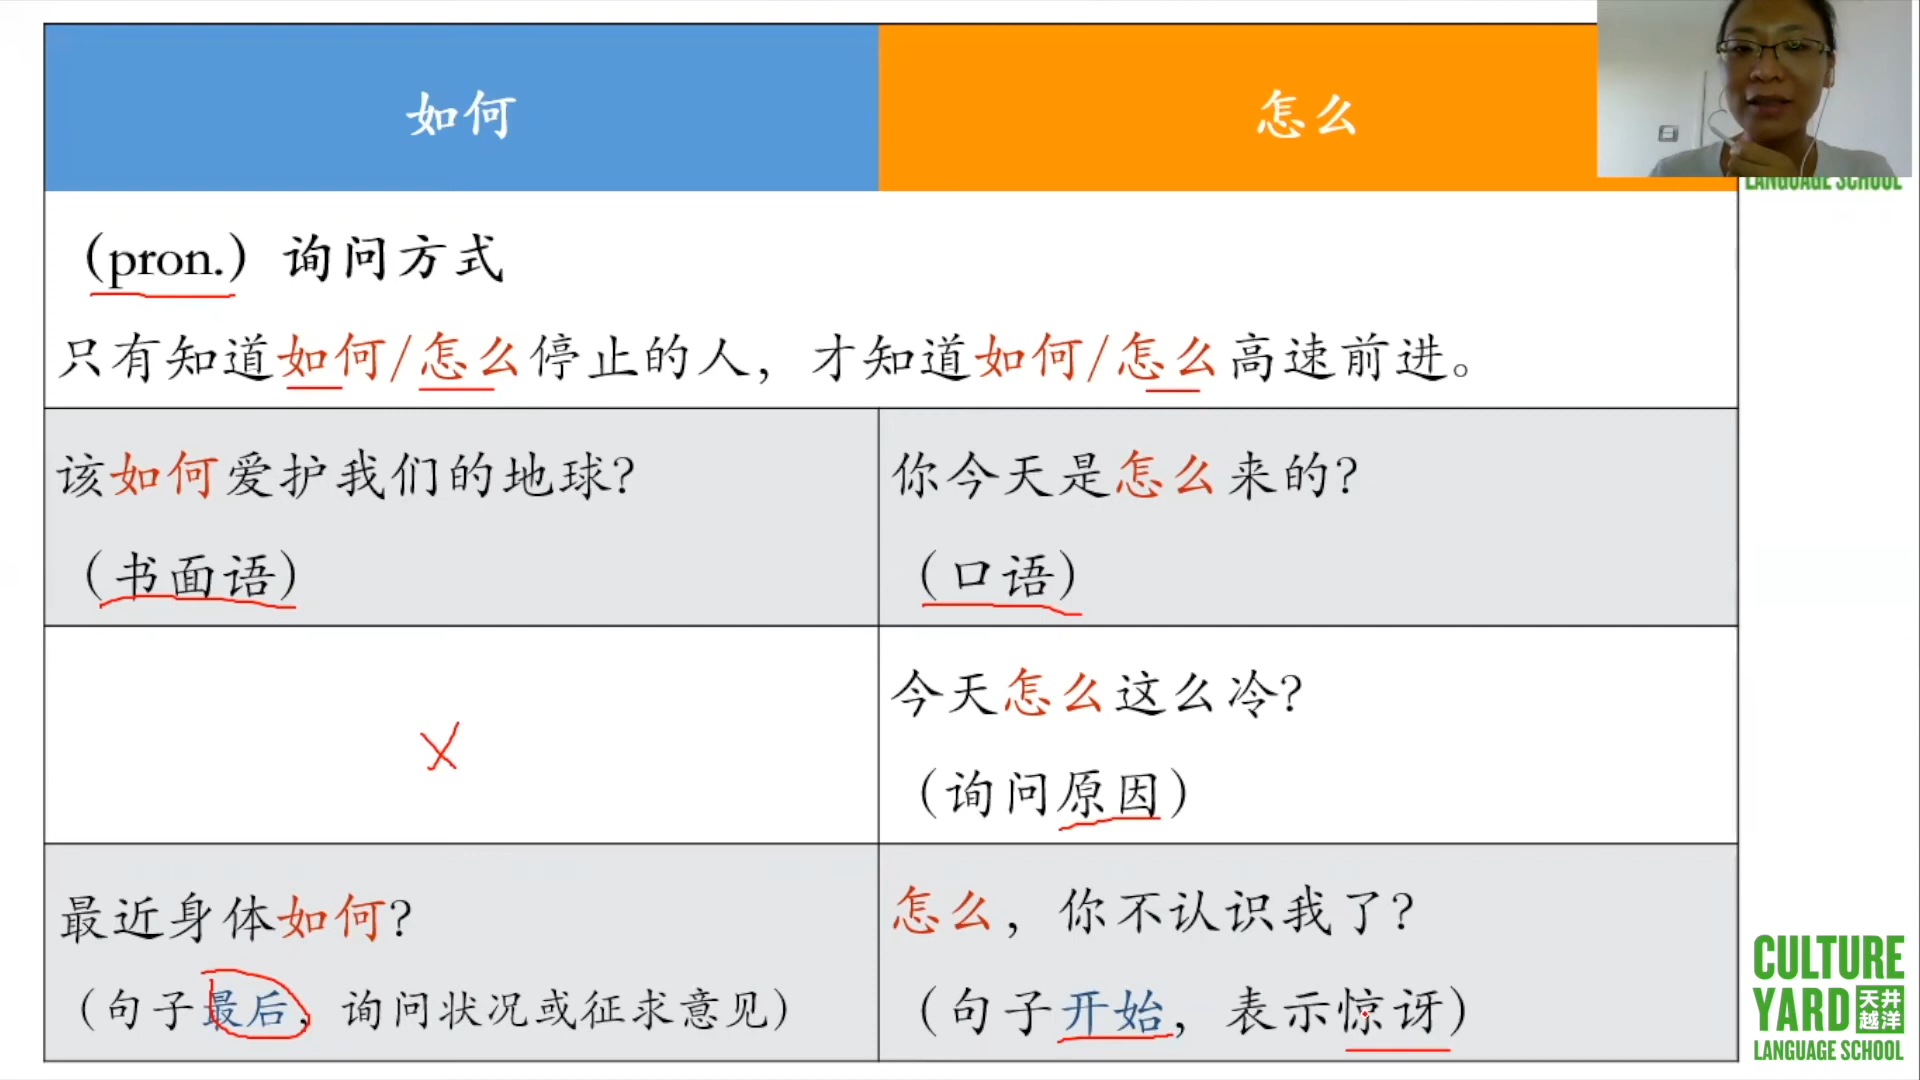 如何
怎么
LANGUAGE SCHOOL
（pron.）询问方式
只有知道如何/怎么停止的人，才知道如何/怎么高速前进。
该如何爱护我们的地球？
（书面语）
你今天是怎么来的？
（口语）
X
今天怎么这么冷？
（询问原因）
最近身体如何？
（句子最后，询问状况或征求意见）
怎么，你不认识我了？
（句子开始，表示惊讶）
CULTURE
YARD 天井越洋
LANGUAGE SCHOOL